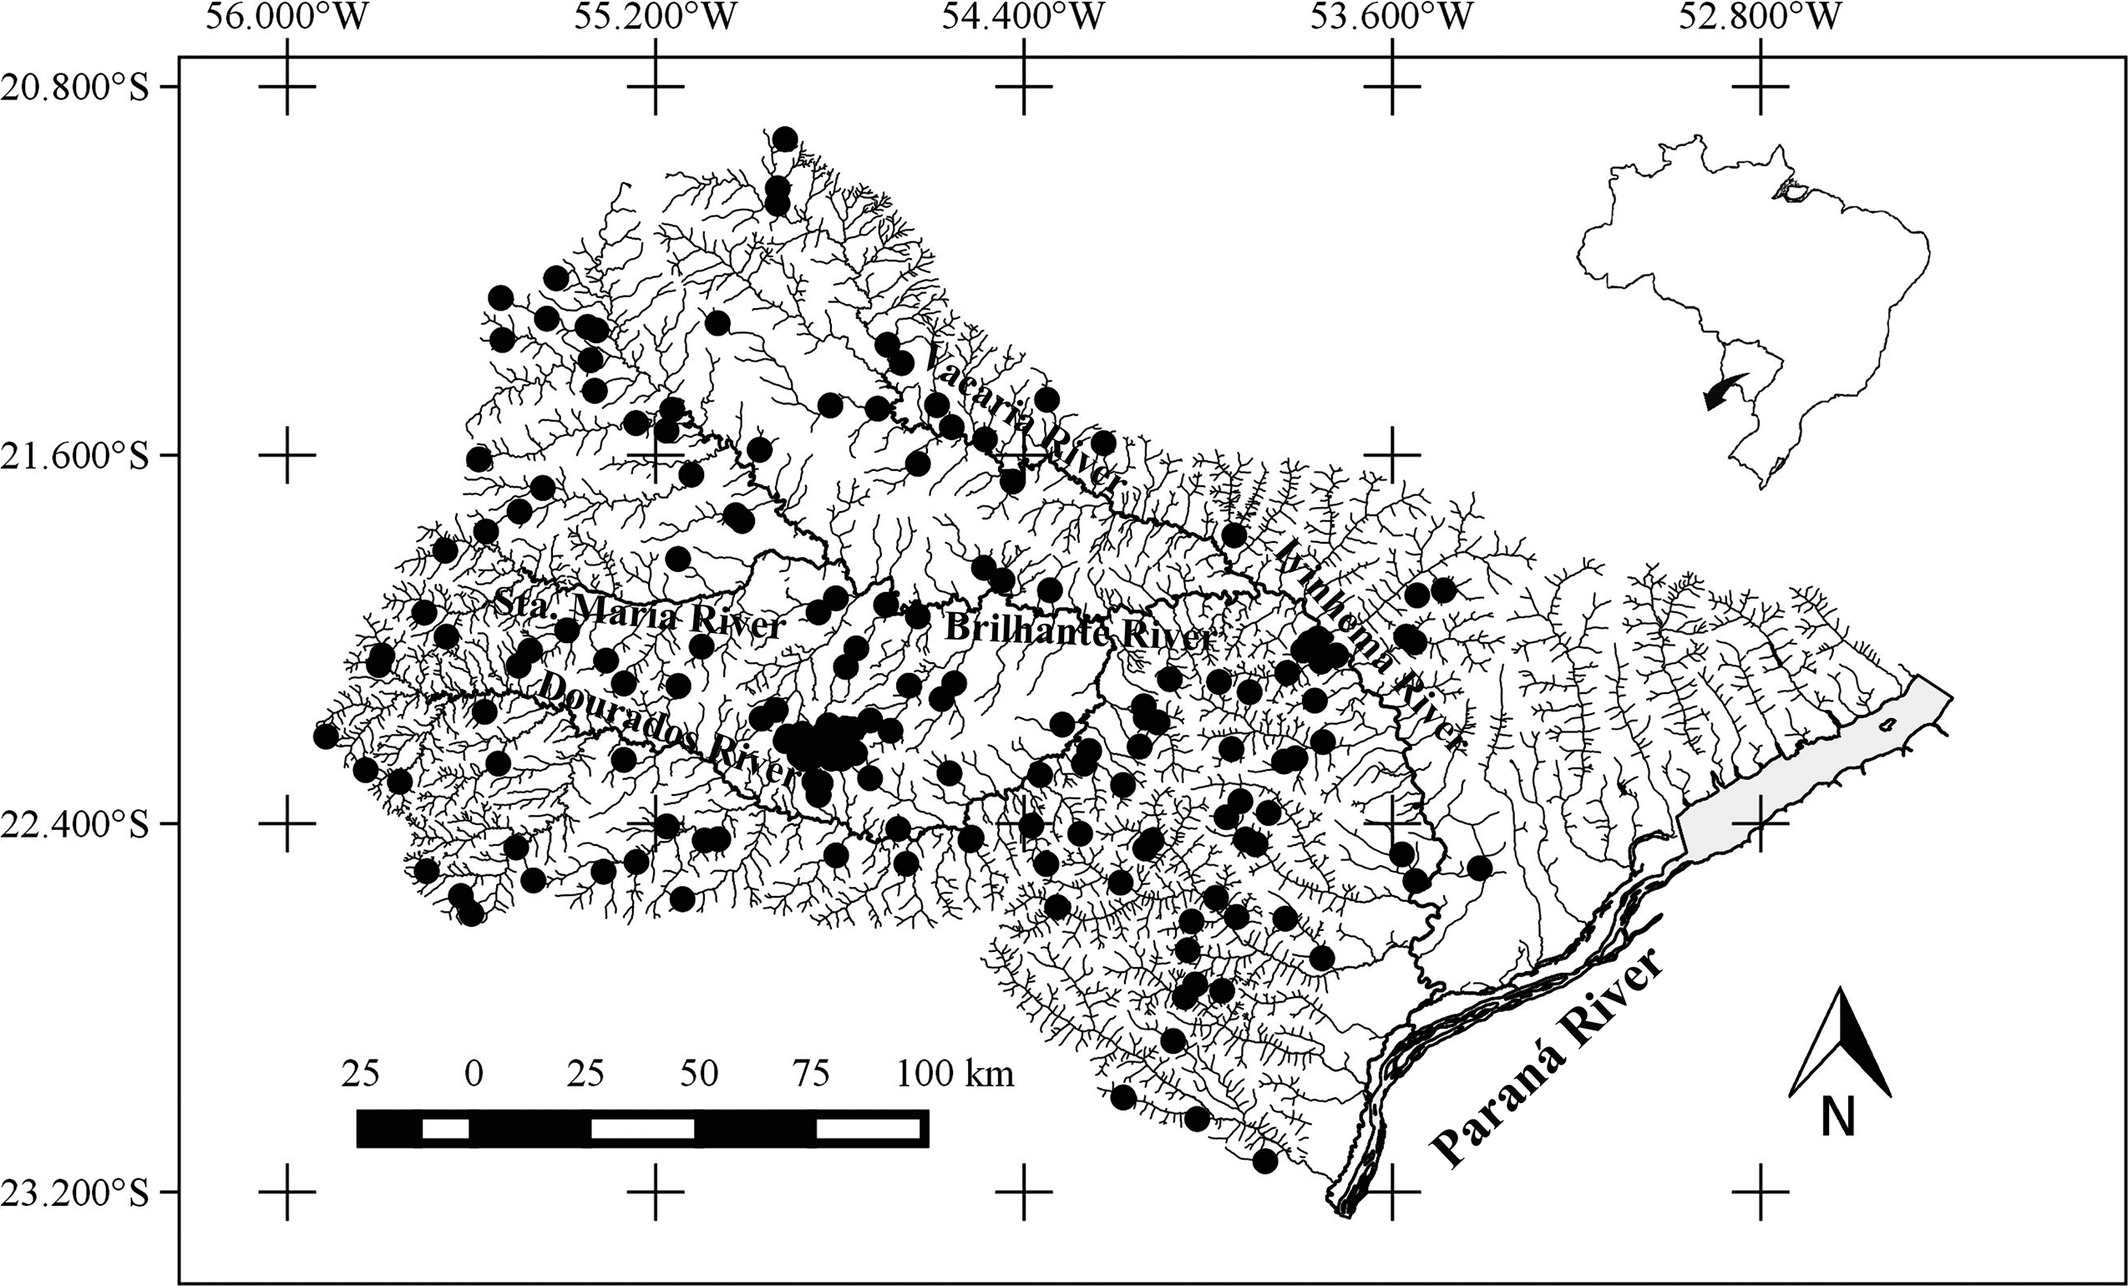 56.000°W 55.200°W 54.400°W 53.600°W 52.800°W
20.800°S
21.600°S
22.400°S
23.200°S
Vacaria River
Ivinhema River
Sta. Maria River
Brilhante River
Dourados River
Paraná River
25 0 25 50 75 100 km
N